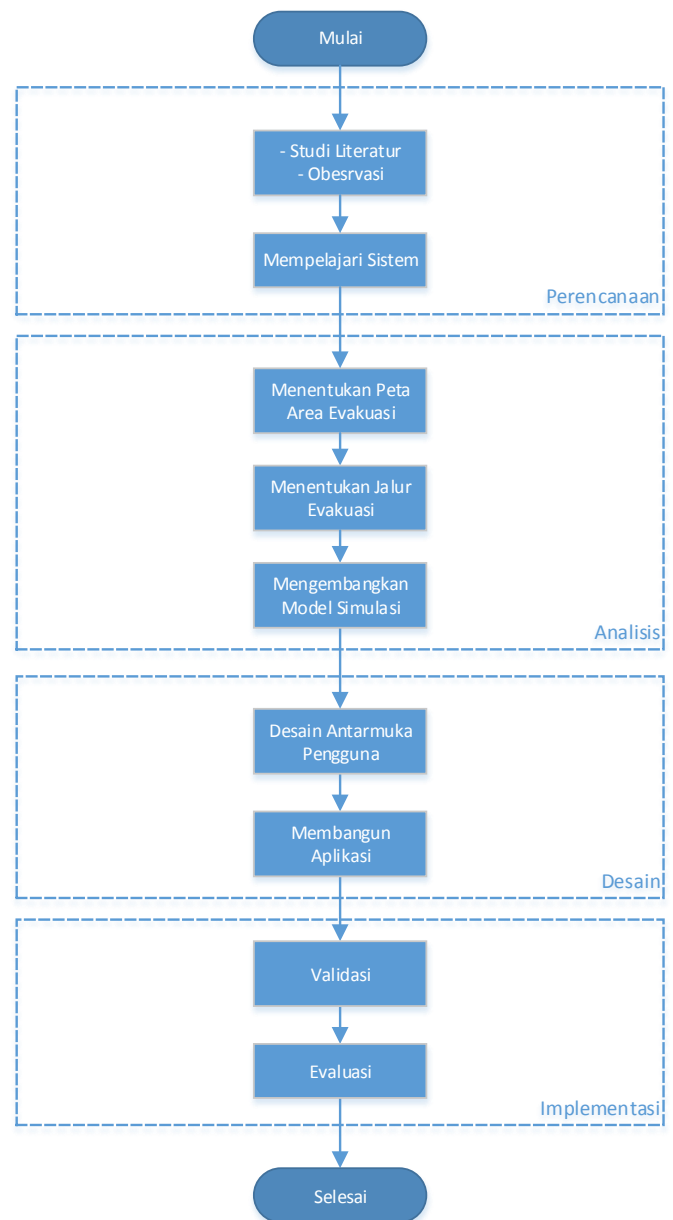 Mulai
- Studi Literatur
- Obesrvasi
Mempelajari Sistem
Perencanaan
Menentukan Peta
Area Evakuasi
Menentukan Jalur
Evakuasi
Mengembangkan
Model Simulasi
Analisis
Desain Antarmuka
Pengguna
Membangun
Aplikasi
Desain
Validasi
Evaluasi
Implementasi
Selesai